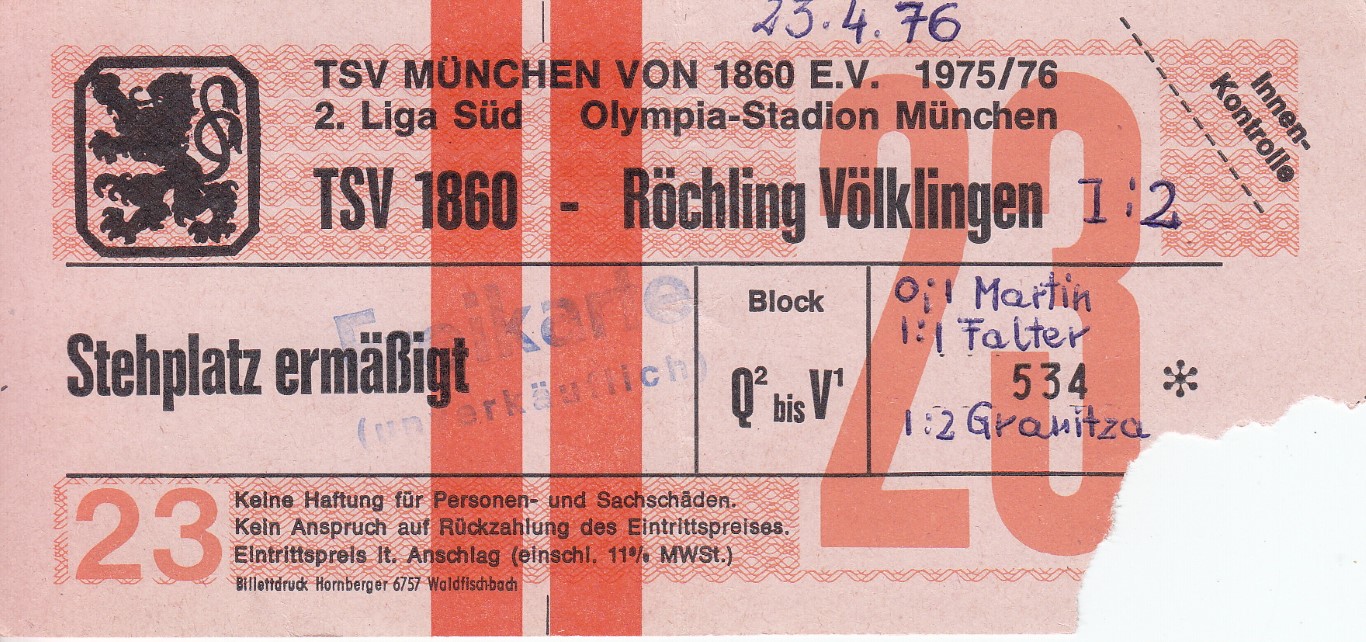 23.4.76
TSV MÜNCHEN VON 1860 E.V. 1975/76
2. Liga Süd Olympia-Stadion München
Innen-
Kontrolle
TSV 1860 - Röchling Völklingen 1:2
23
Stehplatz ermäßigt
Freikarte
(unverkäuflich)
Block
Q² bis V¹
0:1 Martin
1:1 Falter
534 *
1:2 Granitza
23
Keine Haftung für Personen- und Sachschäden.
Kein Anspruch auf Rückzahlung des Eintrittspreises.
Eintrittspreis lt. Anschlag (einschl. 11% MWSt.)
Billettdruck Hornberger 6757 Waldfischbach